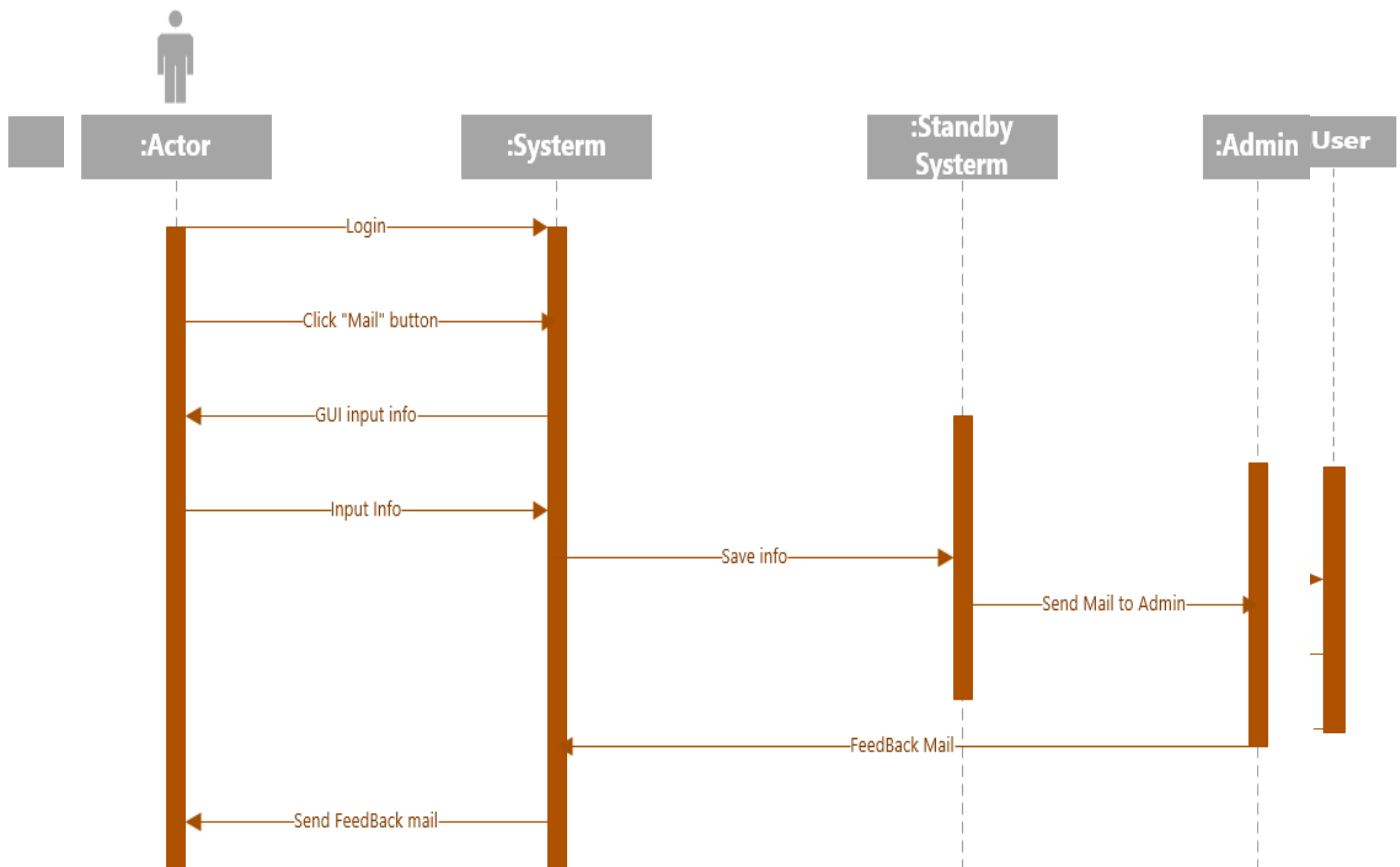 :Actor
:Systerm
:Standby
Systerm
:Admin
User
Login
Click "Mail" button
GUI input info
Input Info
Save info
Send Mail to Admin
FeedBack Mail
Send FeedBack mail